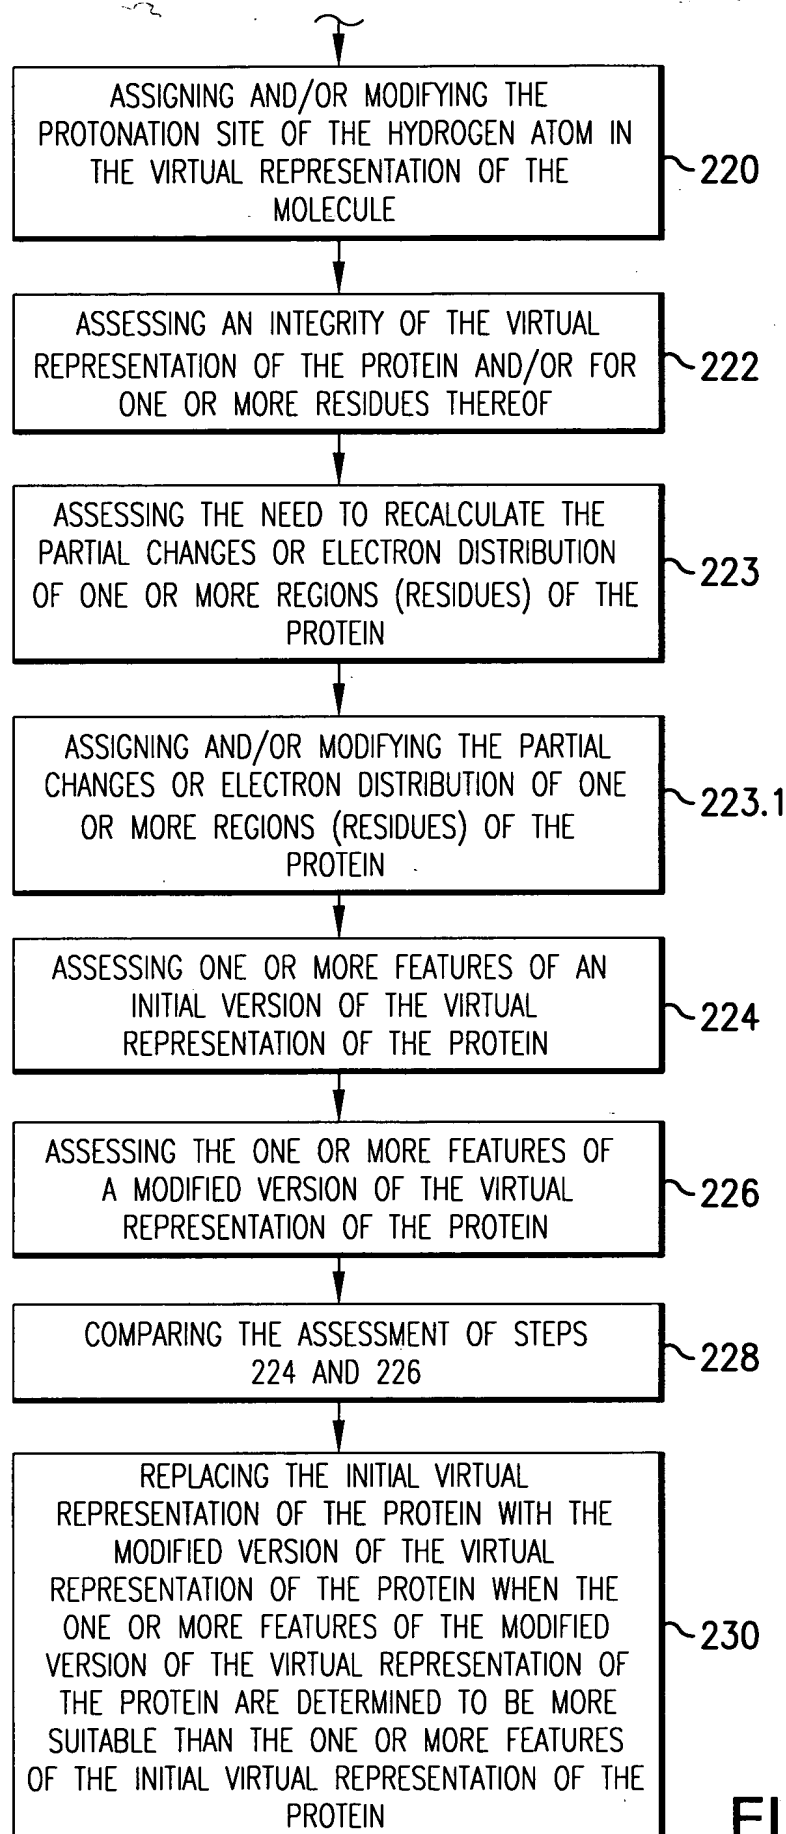 ASSIGNING AND/OR MODIFYING THE
PROTONATION SITE OF THE HYDROGEN ATOM IN
THE VIRTUAL REPRESENTATION OF THE
MOLECULE
220
ASSESSING AN INTEGRITY OF THE VIRTUAL
REPRESENTATION OF THE PROTEIN AND/OR FOR
ONE OR MORE RESIDUES THEREOF
222
ASSESSING THE NEED TO RECALCULATE THE
PARTIAL CHANGES OR ELECTRON DISTRIBUTION
OF ONE OR MORE REGIONS (RESIDUES) OF THE
PROTEIN
223
ASSIGNING AND/OR MODIFYING THE PARTIAL
CHANGES OR ELECTRON DISTRIBUTION OF ONE
OR MORE REGIONS (RESIDUES) OF THE
PROTEIN
223.1
ASSESSING ONE OR MORE FEATURES OF AN
INITIAL VERSION OF THE VIRTUAL
REPRESENTATION OF THE PROTEIN
224
ASSESSING THE ONE OR MORE FEATURES OF
A MODIFIED VERSION OF THE VIRTUAL
REPRESENTATION OF THE PROTEIN
226
COMPARING THE ASSESSMENT OF STEPS
224 AND 226
228
REPLACING THE INITIAL VIRTUAL
REPRESENTATION OF THE PROTEIN WITH THE
MODIFIED VERSION OF THE VIRTUAL
REPRESENTATION OF THE PROTEIN WHEN THE
ONE OR MORE FEATURES OF THE MODIFIED
VERSION OF THE VIRTUAL REPRESENTATION OF
THE PROTEIN ARE DETERMINED TO BE MORE
SUITABLE THAN THE ONE OR MORE FEATURES
OF THE INITIAL VIRTUAL REPRESENTATION OF THE
PROTEIN
230